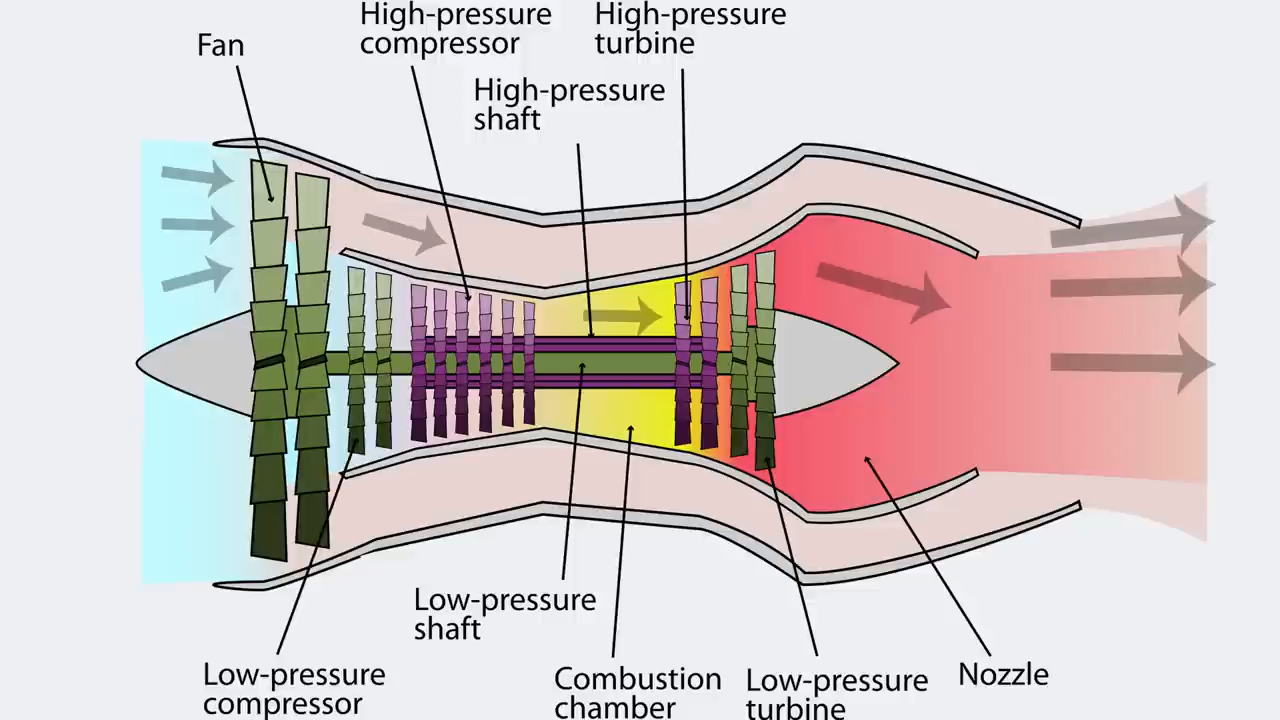 High-pressure
compressor
High-pressure
turbine
Fan
High-pressure
shaft
Low-pressure
shaft
Low-pressure
compressor
Combustion
chamber
Low-pressure
turbine
Nozzle